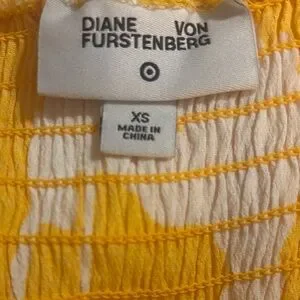 DIANE VON
FURSTENBERG
XS
MADE IN
CHINA